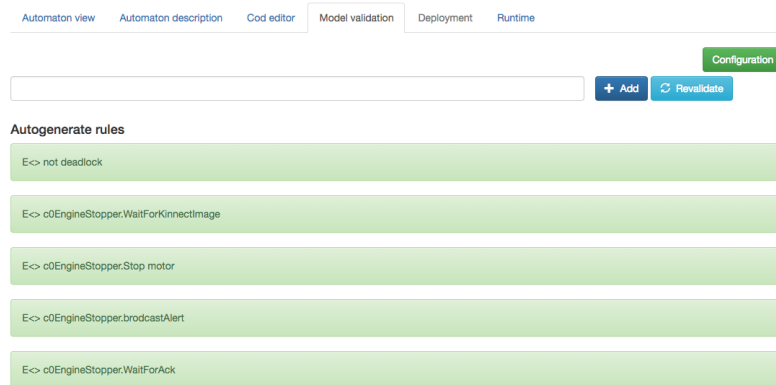 Automaton view Automaton description Cod editor Model validation Deployment Runtime
Configuration
Add Revalidate
Autogenerate rules
E<> not deadlock
E<> c0EngineStopper.WaitForKinnectImage
E<> c0EngineStopper.Stop motor
E<> c0EngineStopper.brodcastAlert
E<> c0EngineStopper.WaitForAck